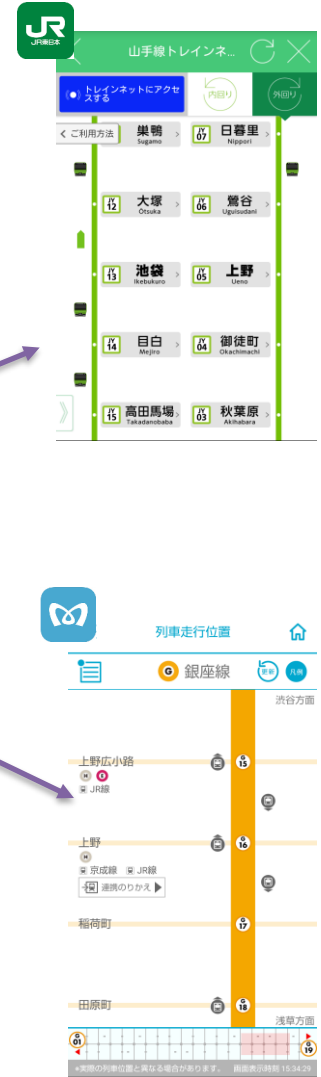 JR
JR東日本
山手線トレインネ...
トレインネットにアクセ
スする
内回り
外回り
く ご利用方法
巣鴨
Sugamo
JY
07
日暮里
Nippori
JY
12
大塚
Otsuka
JY
06
鶯谷
Uguisudani
JY
13
池袋
Ikebukuro
JY
05
上野
Ueno
JY
14
目白
Mejiro
JY
04
御徒町
Okachimachi
JY
15
高田馬場
Takadanobaba
JY
03
秋葉原
Akihabara
列車走行位置
G 銀座線
更新
凡例
渋谷方面
上野広小路
G
15
H
JR線
上野
G
16
H
京成線 JR線
連携のりかえ
稲荷町
G
17
田原町
G
18
浅草方面
G
01
G
19
※実際の列車位置と異なる場合があります。 画面表示時刻 15:34:29